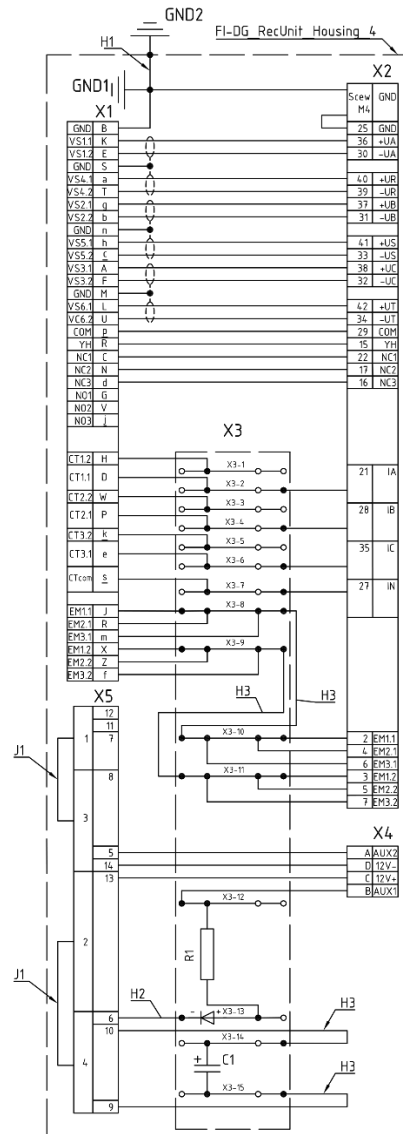 GND2
FI-DG_RecUnit_Housing_4
H1
GND1
X2
Screw M4 GND
X1
GND B
25 GND
VS1.1 K
36 +UA
VS1.2 E
30 -UA
GND S
VS4.1 a
40 +UR
VS4.2 T
39 -UR
VS2.1 g
37 +UB
VS2.2 b
31 -UB
GND n
VS5.1 h
41 +US
VS5.2 c
33 -US
VS3.1 A
38 +UC
VS3.2 F
32 -UC
GND M
VS6.1 L
42 +UT
VC6.2 U
34 -UT
COM p
29 COM
YH R
15 YH
NC1 C
22 NC1
NC2 N
17 NC2
NC3 d
16 NC3
NO1 G
NO2 V
NO3 j
X3
CT1.2 H
X3-1
CT1.1 D
X3-2
21 IA
CT2.2 W
X3-3
CT2.1 P
X3-4
28 IB
CT3.2 k
X3-5
CT3.1 e
X3-6
35 IC
CTcom s
X3-7
27 IN
EM1.1 J
X3-8
EM2.1 R
EM3.1 m
EM1.2 X
X3-9
EM2.2 Z
EM3.2 f
H3
H3
X5
12
11
1
7
X3-10
2 EM1.1
4 EM2.1
6 EM3.1
J1
8
X3-11
3 EM1.2
5 EM2.2
7 EM3.2
3
X4
5
A AUX2
14
D 12V-
13
C 12V+
B AUX1
X3-12
2
R1
J1
H2
H3
6
- + X3-13
10
X3-14
4
+ C1
H3
X3-15
9